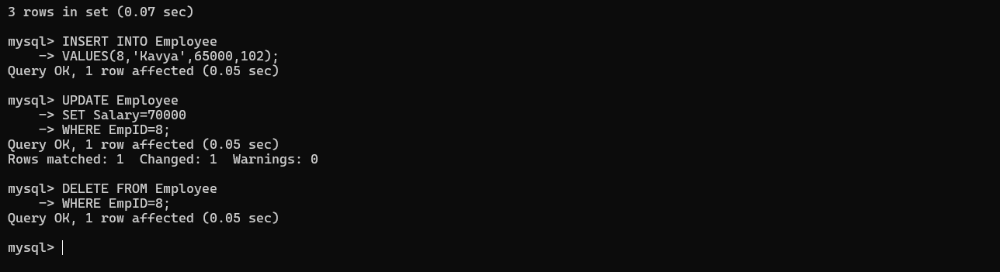 3 rows in set (0.07 sec)
mysql> INSERT INTO Employee
    -> VALUES(8,'Kavya',65000,102);
Query OK, 1 row affected (0.05 sec)
mysql> UPDATE Employee
    -> SET Salary=70000
    -> WHERE EmpID=8;
Query OK, 1 row affected (0.05 sec)
Rows matched: 1  Changed: 1  Warnings: 0
mysql> DELETE FROM Employee
    -> WHERE EmpID=8;
Query OK, 1 row affected (0.05 sec)
mysql>